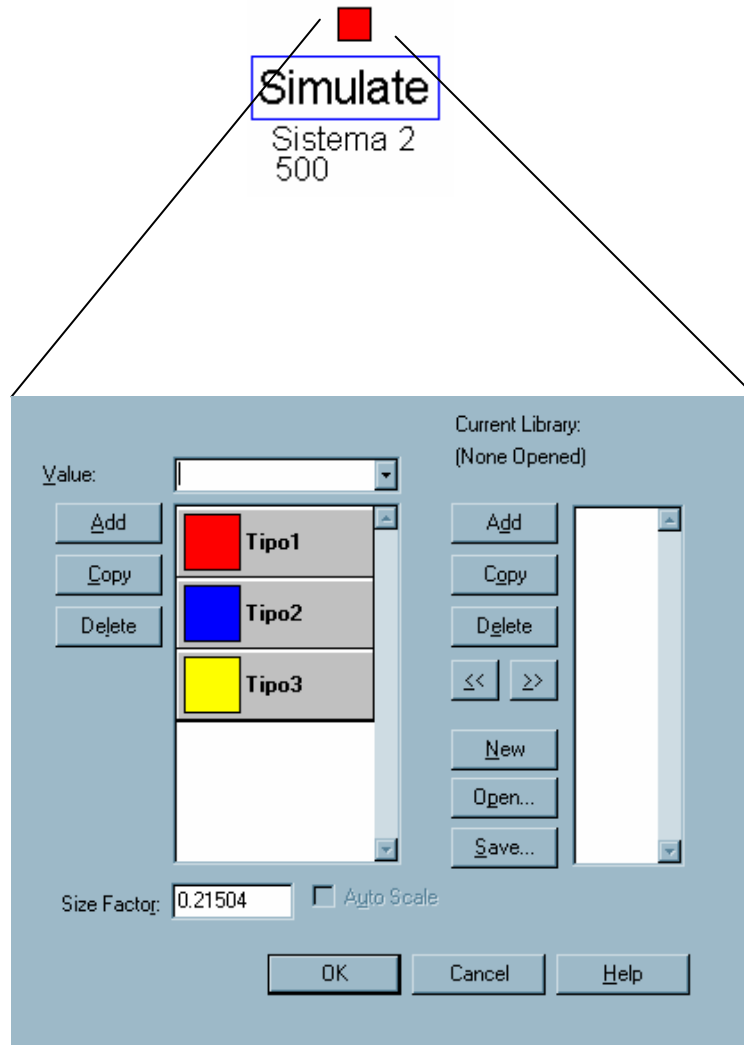 Simulate
Sistema 2
500
Current Library:
(None Opened)
Value:
Add
Copy
Delete
Tipo1
Tipo2
Tipo3
Add
Copy
Delete
<<
>>
New
Open...
Save...
Size Factor:
0.21504
Auto Scale
OK
Cancel
Help